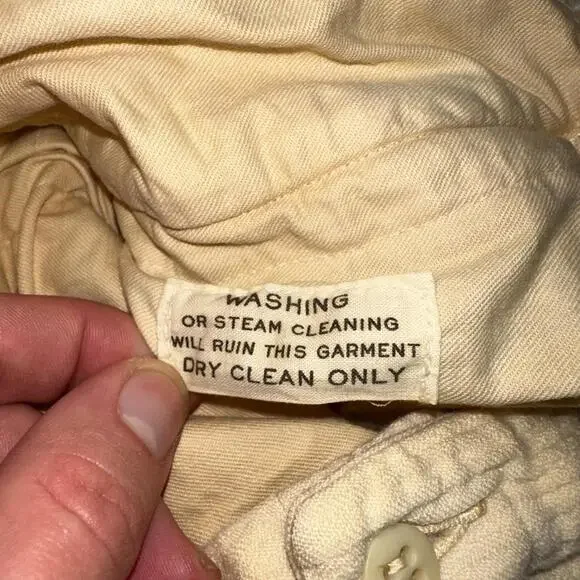 WASHING
OR STEAM CLEANING
WILL RUIN THIS GARMENT
DRY CLEAN ONLY